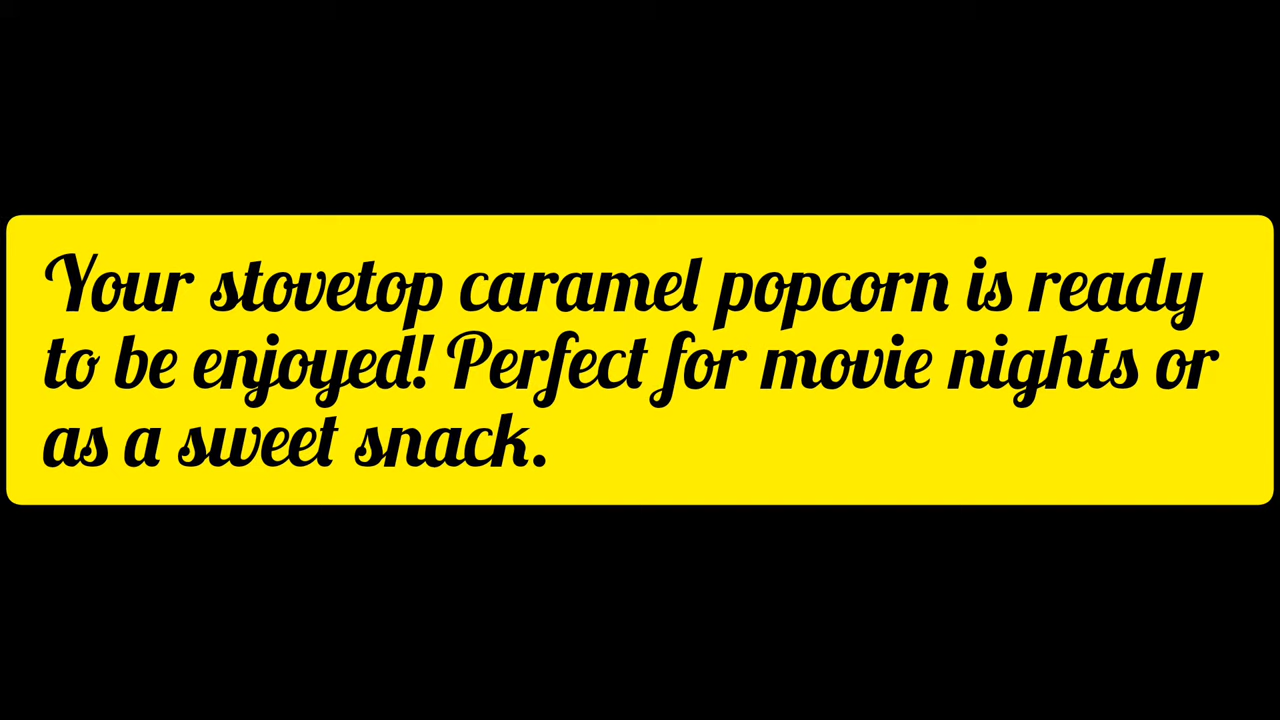 Your stovetop caramel popcorn is ready
to be enjoyed! Perfect for movie nights or
as a sweet snack.